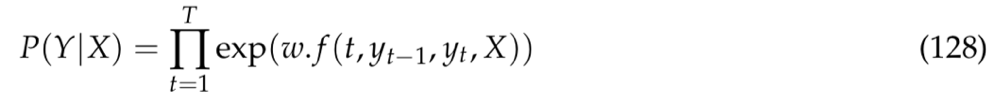 P(Y|X) = ∏_{t=1}^{T} exp(w.f(t, y_{t−1}, y_t, X)) (128)